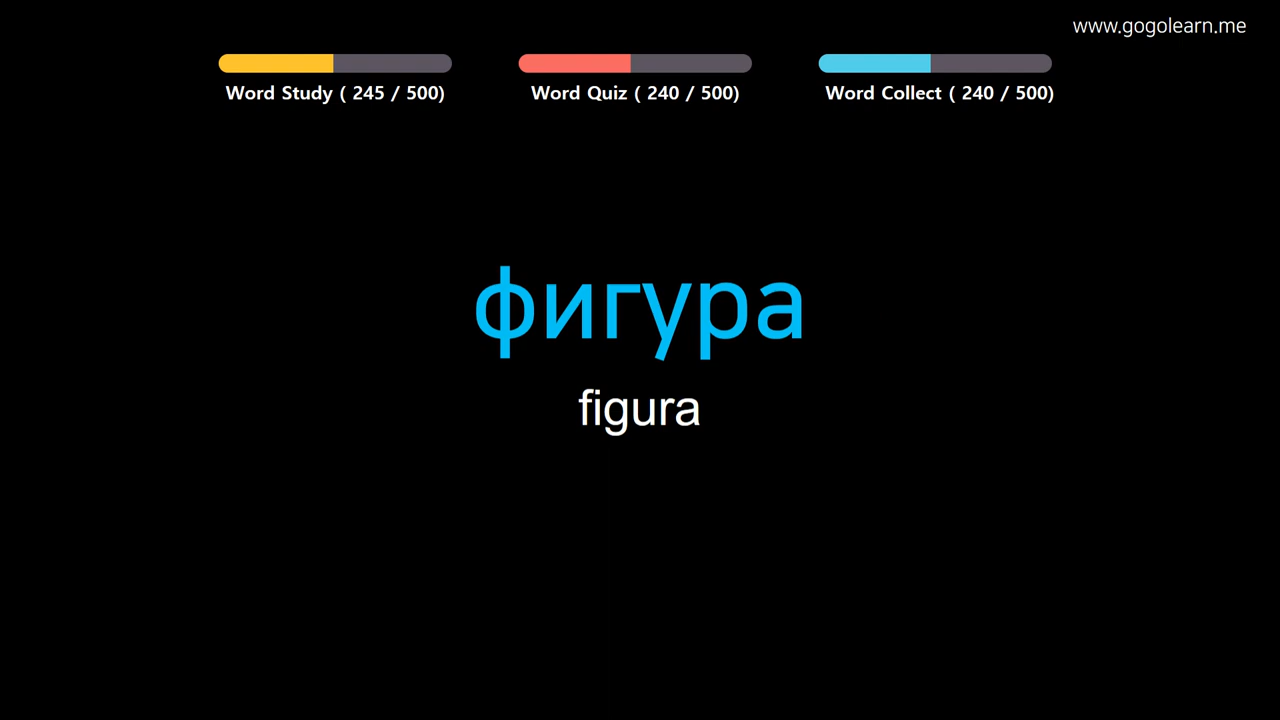 www.gogolearn.me
Word Study ( 245 / 500)
Word Quiz ( 240 / 500)
Word Collect ( 240 / 500)
фигура
figura